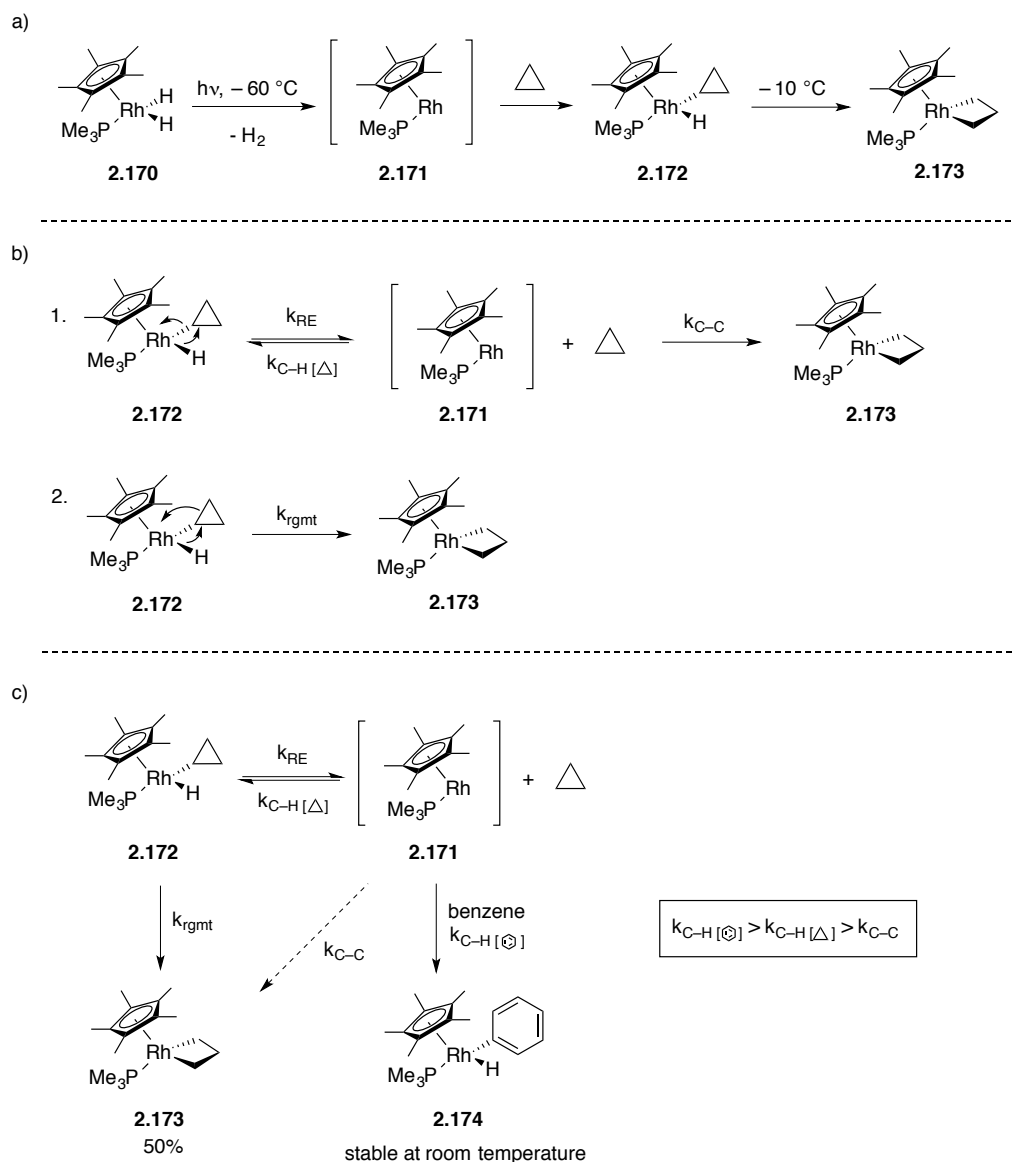 a)
Rh H H Me3P hν, – 60 °C - H2 Rh Me3P Rh H Me3P – 10 °C Rh Me3P
2.170 2.171 2.172 2.173
b)
1. Rh H Me3P kRE kC–H [△] Rh Me3P + kC–C Rh Me3P
2.172 2.171 2.173
2. Rh H Me3P krgmt Rh Me3P
2.172 2.173
c)
Rh H Me3P kRE kC–H [△] Rh Me3P +
2.172 2.171
krgmt kC–C benzene
kC–H [⌬]
kC–H [⌬] > kC–H [△] > kC–C
Rh Me3P Rh H Me3P
2.173 2.174
50% stable at room temperature